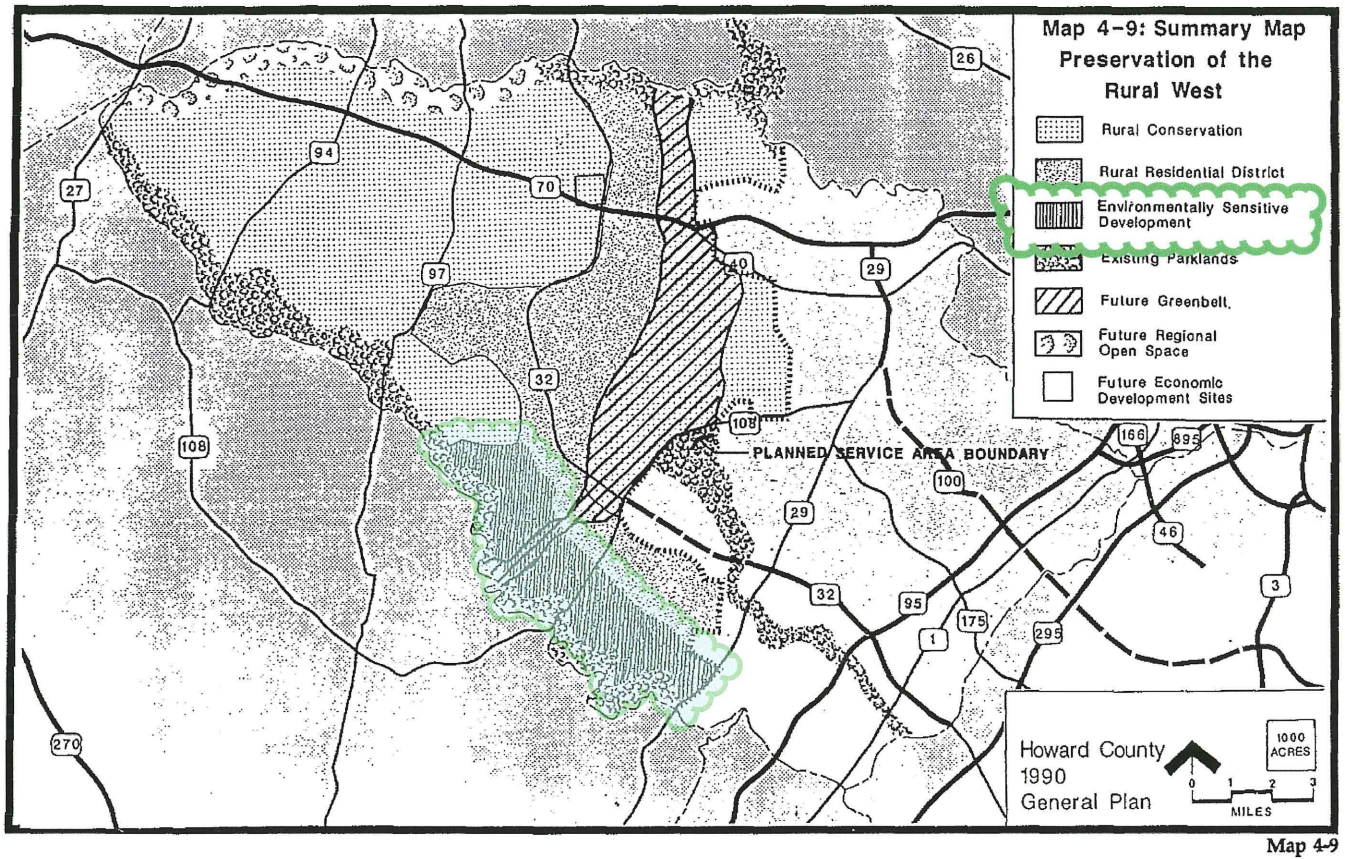 Map 4-9: Summary Map
Preservation of the
Rural West
Rural Conservation
Rural Residential District
Environmentally Sensitive
Development
Existing Parklands
Future Greenbelt.
Future Regional
Open Space
Future Economic
Development Sites
26
94
27
70
97
40
29
32
108
108
PLANNED SERVICE AREA BOUNDARY
166
695
100
29
46
32
95
175
1
295
3
270
Howard County
1990
General Plan
1000
ACRES
0 1 2 3
MILES
Map 4-9